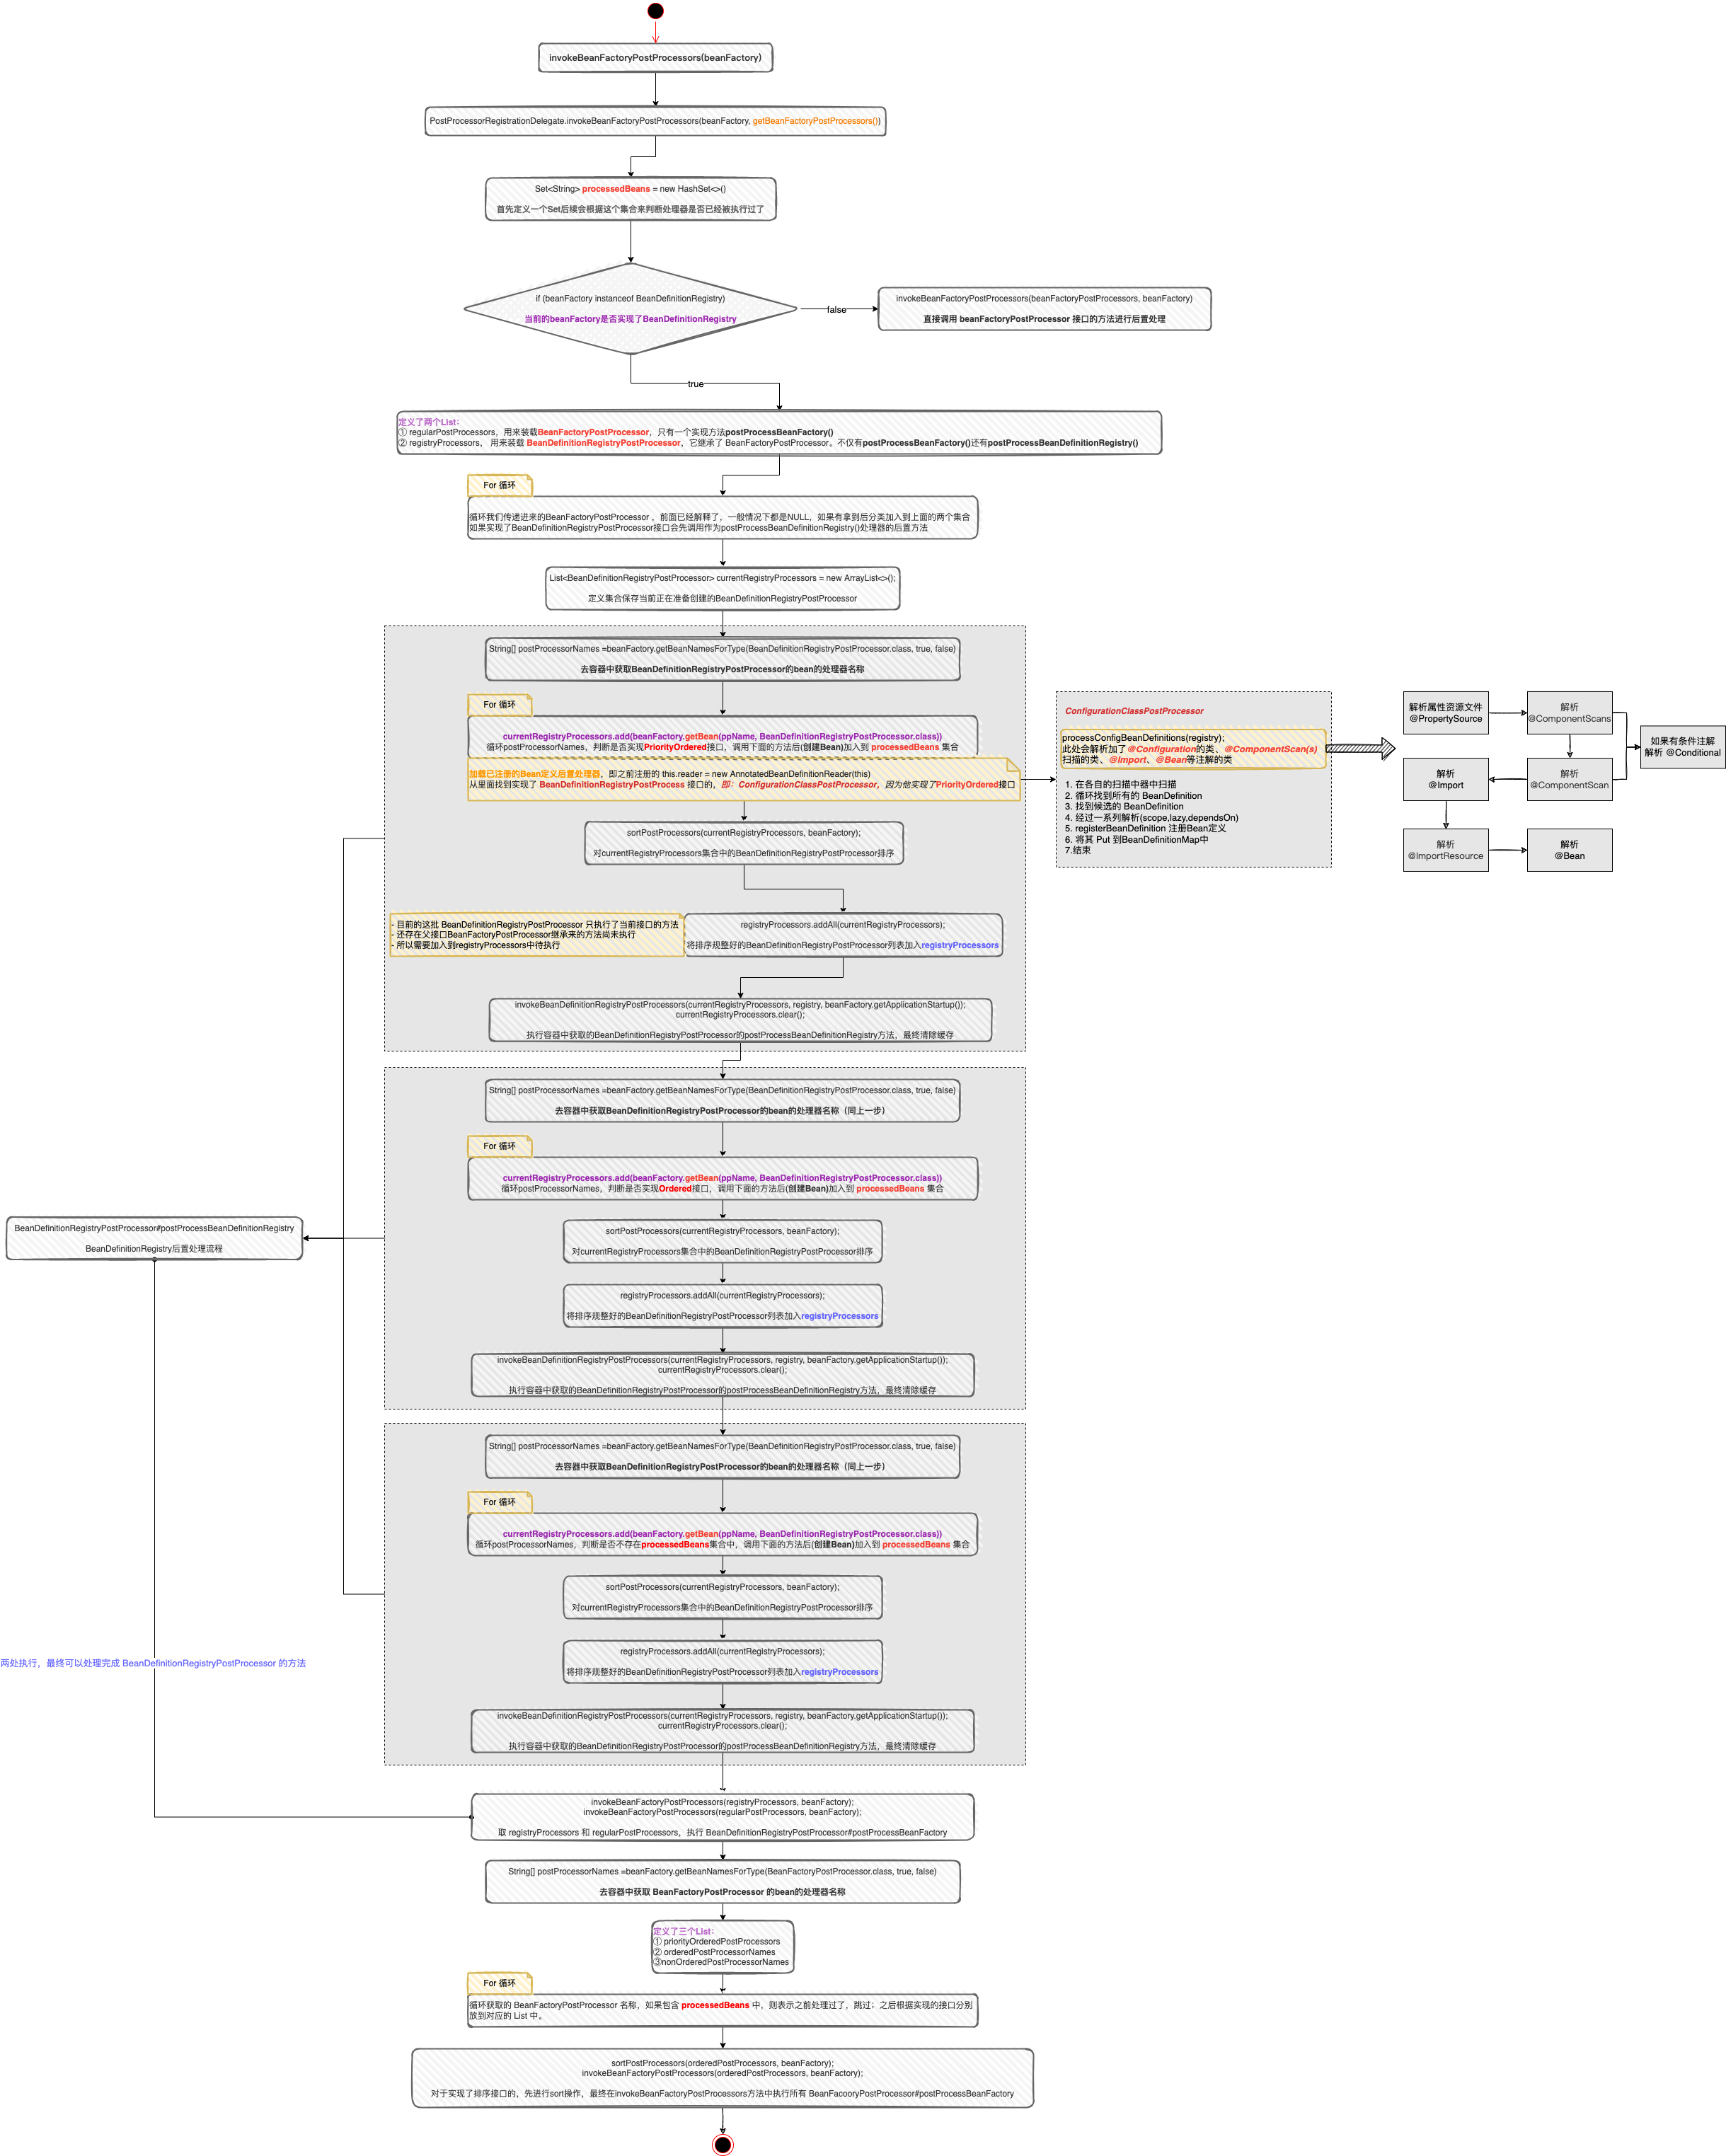 invokeBeanFactoryPostProcessors(beanFactory)
PostProcessorRegistrationDelegate.invokeBeanFactoryPostProcessors(beanFactory, getBeanFactoryPostProcessors())
Set<String> processedBeans = new HashSet<>()
首先定义一个Set后续会根据这个集合来判断处理器是否已经被执行过了
if (beanFactory instanceof BeanDefinitionRegistry)
当前的beanFactory是否实现了BeanDefinitionRegistry
false
invokeBeanFactoryPostProcessors(beanFactoryPostProcessors, beanFactory)
直接调用 beanFactoryPostProcessor 接口的方法进行后置处理
true
定义了两个List：
① regularPostProcessors，用来装载BeanFactoryPostProcessor，只有一个实现方法postProcessBeanFactory()
② registryProcessors， 用来装载 BeanDefinitionRegistryPostProcessor，它继承了 BeanFactoryPostProcessor。不仅有postProcessBeanFactory()还有postProcessBeanDefinitionRegistry()
For 循环
循环我们传递进来的BeanFactoryPostProcessor ，前面已经解释了，一般情况下都是NULL，如果有拿到后分类加入到上面的两个集合
如果实现了BeanDefinitionRegistryPostProcessor接口会先调用作为postProcessBeanDefinitionRegistry()处理器的后置方法
List<BeanDefinitionRegistryPostProcessor> currentRegistryProcessors = new ArrayList<>();
定义集合保存当前正在准备创建的BeanDefinitionRegistryPostProcessor
String[] postProcessorNames =beanFactory.getBeanNamesForType(BeanDefinitionRegistryPostProcessor.class, true, false)
去容器中获取BeanDefinitionRegistryPostProcessor的bean的处理器名称
For 循环
currentRegistryProcessors.add(beanFactory.getBean(ppName, BeanDefinitionRegistryPostProcessor.class))
循环postProcessorNames，判断是否实现PriorityOrdered接口，调用下面的方法后(创建Bean)加入到 processedBeans 集合
加载已注册的Bean定义后置处理器，即之前注册的 this.reader = new AnnotatedBeanDefinitionReader(this)
从里面找到实现了 BeanDefinitionRegistryPostProcess 接口的，即：ConfigurationClassPostProcessor，因为他实现了PriorityOrdered接口
sortPostProcessors(currentRegistryProcessors, beanFactory);
对currentRegistryProcessors集合中的BeanDefinitionRegistryPostProcessor排序
- 目前的这批 BeanDefinitionRegistryPostProcessor 只执行了当前接口的方法
- 还存在父接口BeanFactoryPostProcessor继承来的方法尚未执行
- 所以需要加入到registryProcessors中待执行
registryProcessors.addAll(currentRegistryProcessors);
将排序规整好的BeanDefinitionRegistryPostProcessor列表加入registryProcessors
invokeBeanDefinitionRegistryPostProcessors(currentRegistryProcessors, registry, beanFactory.getApplicationStartup());
currentRegistryProcessors.clear();
执行容器中获取的BeanDefinitionRegistryPostProcessor的postProcessBeanDefinitionRegistry方法，最终清除缓存
ConfigurationClassPostProcessor
processConfigBeanDefinitions(registry);
此处会解析加了@Configuration的类、@ComponentScan(s)
扫描的类、@Import、@Bean等注解的类
1. 在各目的扫描中器中扫描
2. 循环找到所有的 BeanDefinition
3. 找到候选的 BeanDefinition
4. 经过一系列解析(scope,lazy,dependsOn)
5. registerBeanDefinition 注册Bean定义
6. 将其 Put 到BeanDefinitionMap中
7.结束
解析属性资源文件
@PropertySource
解析
@ComponentScans
如果有条件注解
解析 @Conditional
解析
@Import
解析
@ComponentScan
解析
@ImportResource
解析
@Bean
String[] postProcessorNames =beanFactory.getBeanNamesForType(BeanDefinitionRegistryPostProcessor.class, true, false)
去容器中获取BeanDefinitionRegistryPostProcessor的bean的处理器名称（同上一步）
For 循环
currentRegistryProcessors.add(beanFactory.getBean(ppName, BeanDefinitionRegistryPostProcessor.class))
循环postProcessorNames，判断是否实现Ordered接口，调用下面的方法后(创建Bean)加入到 processedBeans 集合
sortPostProcessors(currentRegistryProcessors, beanFactory);
对currentRegistryProcessors集合中的BeanDefinitionRegistryPostProcessor排序
registryProcessors.addAll(currentRegistryProcessors);
将排序规整好的BeanDefinitionRegistryPostProcessor列表加入registryProcessors
invokeBeanDefinitionRegistryPostProcessors(currentRegistryProcessors, registry, beanFactory.getApplicationStartup());
currentRegistryProcessors.clear();
执行容器中获取的BeanDefinitionRegistryPostProcessor的postProcessBeanDefinitionRegistry方法，最终清除缓存
BeanDefinitionRegistryPostProcessor#postProcessBeanDefinitionRegistry
BeanDefinitionRegistry后置处理流程
String[] postProcessorNames =beanFactory.getBeanNamesForType(BeanDefinitionRegistryPostProcessor.class, true, false)
去容器中获取BeanDefinitionRegistryPostProcessor的bean的处理器名称（同上一步）
For 循环
currentRegistryProcessors.add(beanFactory.getBean(ppName, BeanDefinitionRegistryPostProcessor.class))
循环postProcessorNames，判断是否不存在processedBeans集合中，调用下面的方法后(创建Bean)加入到 processedBeans 集合
sortPostProcessors(currentRegistryProcessors, beanFactory);
对currentRegistryProcessors集合中的BeanDefinitionRegistryPostProcessor排序
registryProcessors.addAll(currentRegistryProcessors);
将排序规整好的BeanDefinitionRegistryPostProcessor列表加入registryProcessors
两处执行，最终可以处理完成 BeanDefinitionRegistryPostProcessor 的方法
invokeBeanDefinitionRegistryPostProcessors(currentRegistryProcessors, registry, beanFactory.getApplicationStartup());
currentRegistryProcessors.clear();
执行容器中获取的BeanDefinitionRegistryPostProcessor的postProcessBeanDefinitionRegistry方法，最终清除缓存
invokeBeanFactoryPostProcessors(registryProcessors, beanFactory);
invokeBeanFactoryPostProcessors(regularPostProcessors, beanFactory);
取 registryProcessors 和 regularPostProcessors，执行 BeanDefinitionRegistryPostProcessor#postProcessBeanFactory
String[] postProcessorNames =beanFactory.getBeanNamesForType(BeanFactoryPostProcessor.class, true, false)
去容器中获取 BeanFactoryPostProcessor 的bean的处理器名称
定义了三个List：
① priorityOrderedPostProcessors
② orderedPostProcessorNames
③nonOrderedPostProcessorNames
For 循环
循环获取的 BeanFactoryPostProcessor 名称，如果包含 processedBeans 中，则表示之前处理过了，跳过；之后根据实现的接口分别
放到对应的 List 中。
sortPostProcessors(orderedPostProcessors, beanFactory);
invokeBeanFactoryPostProcessors(orderedPostProcessors, beanFactory);
对于实现了排序接口的，先进行sort操作，最终在invokeBeanFactoryPostProcessors方法中执行所有 BeanFacooryPostProcessor#postProcessBeanFactory